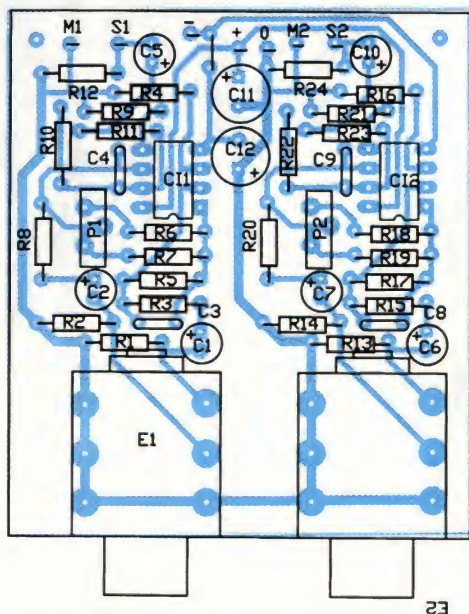 M1 S1 - + 0 M2 S2
C5 C10
R12 R4 C11 R24 R16
R9 R21
R10 R11 R23
C4 CI1 C12 R22 C9 CI2
R8 P1 R6 R20 P2 R18
R7 R19
R5 R17
C2 R3 C7 R15
C3 C8
R2 R14
R1 C1 R13 C6
E1
E2